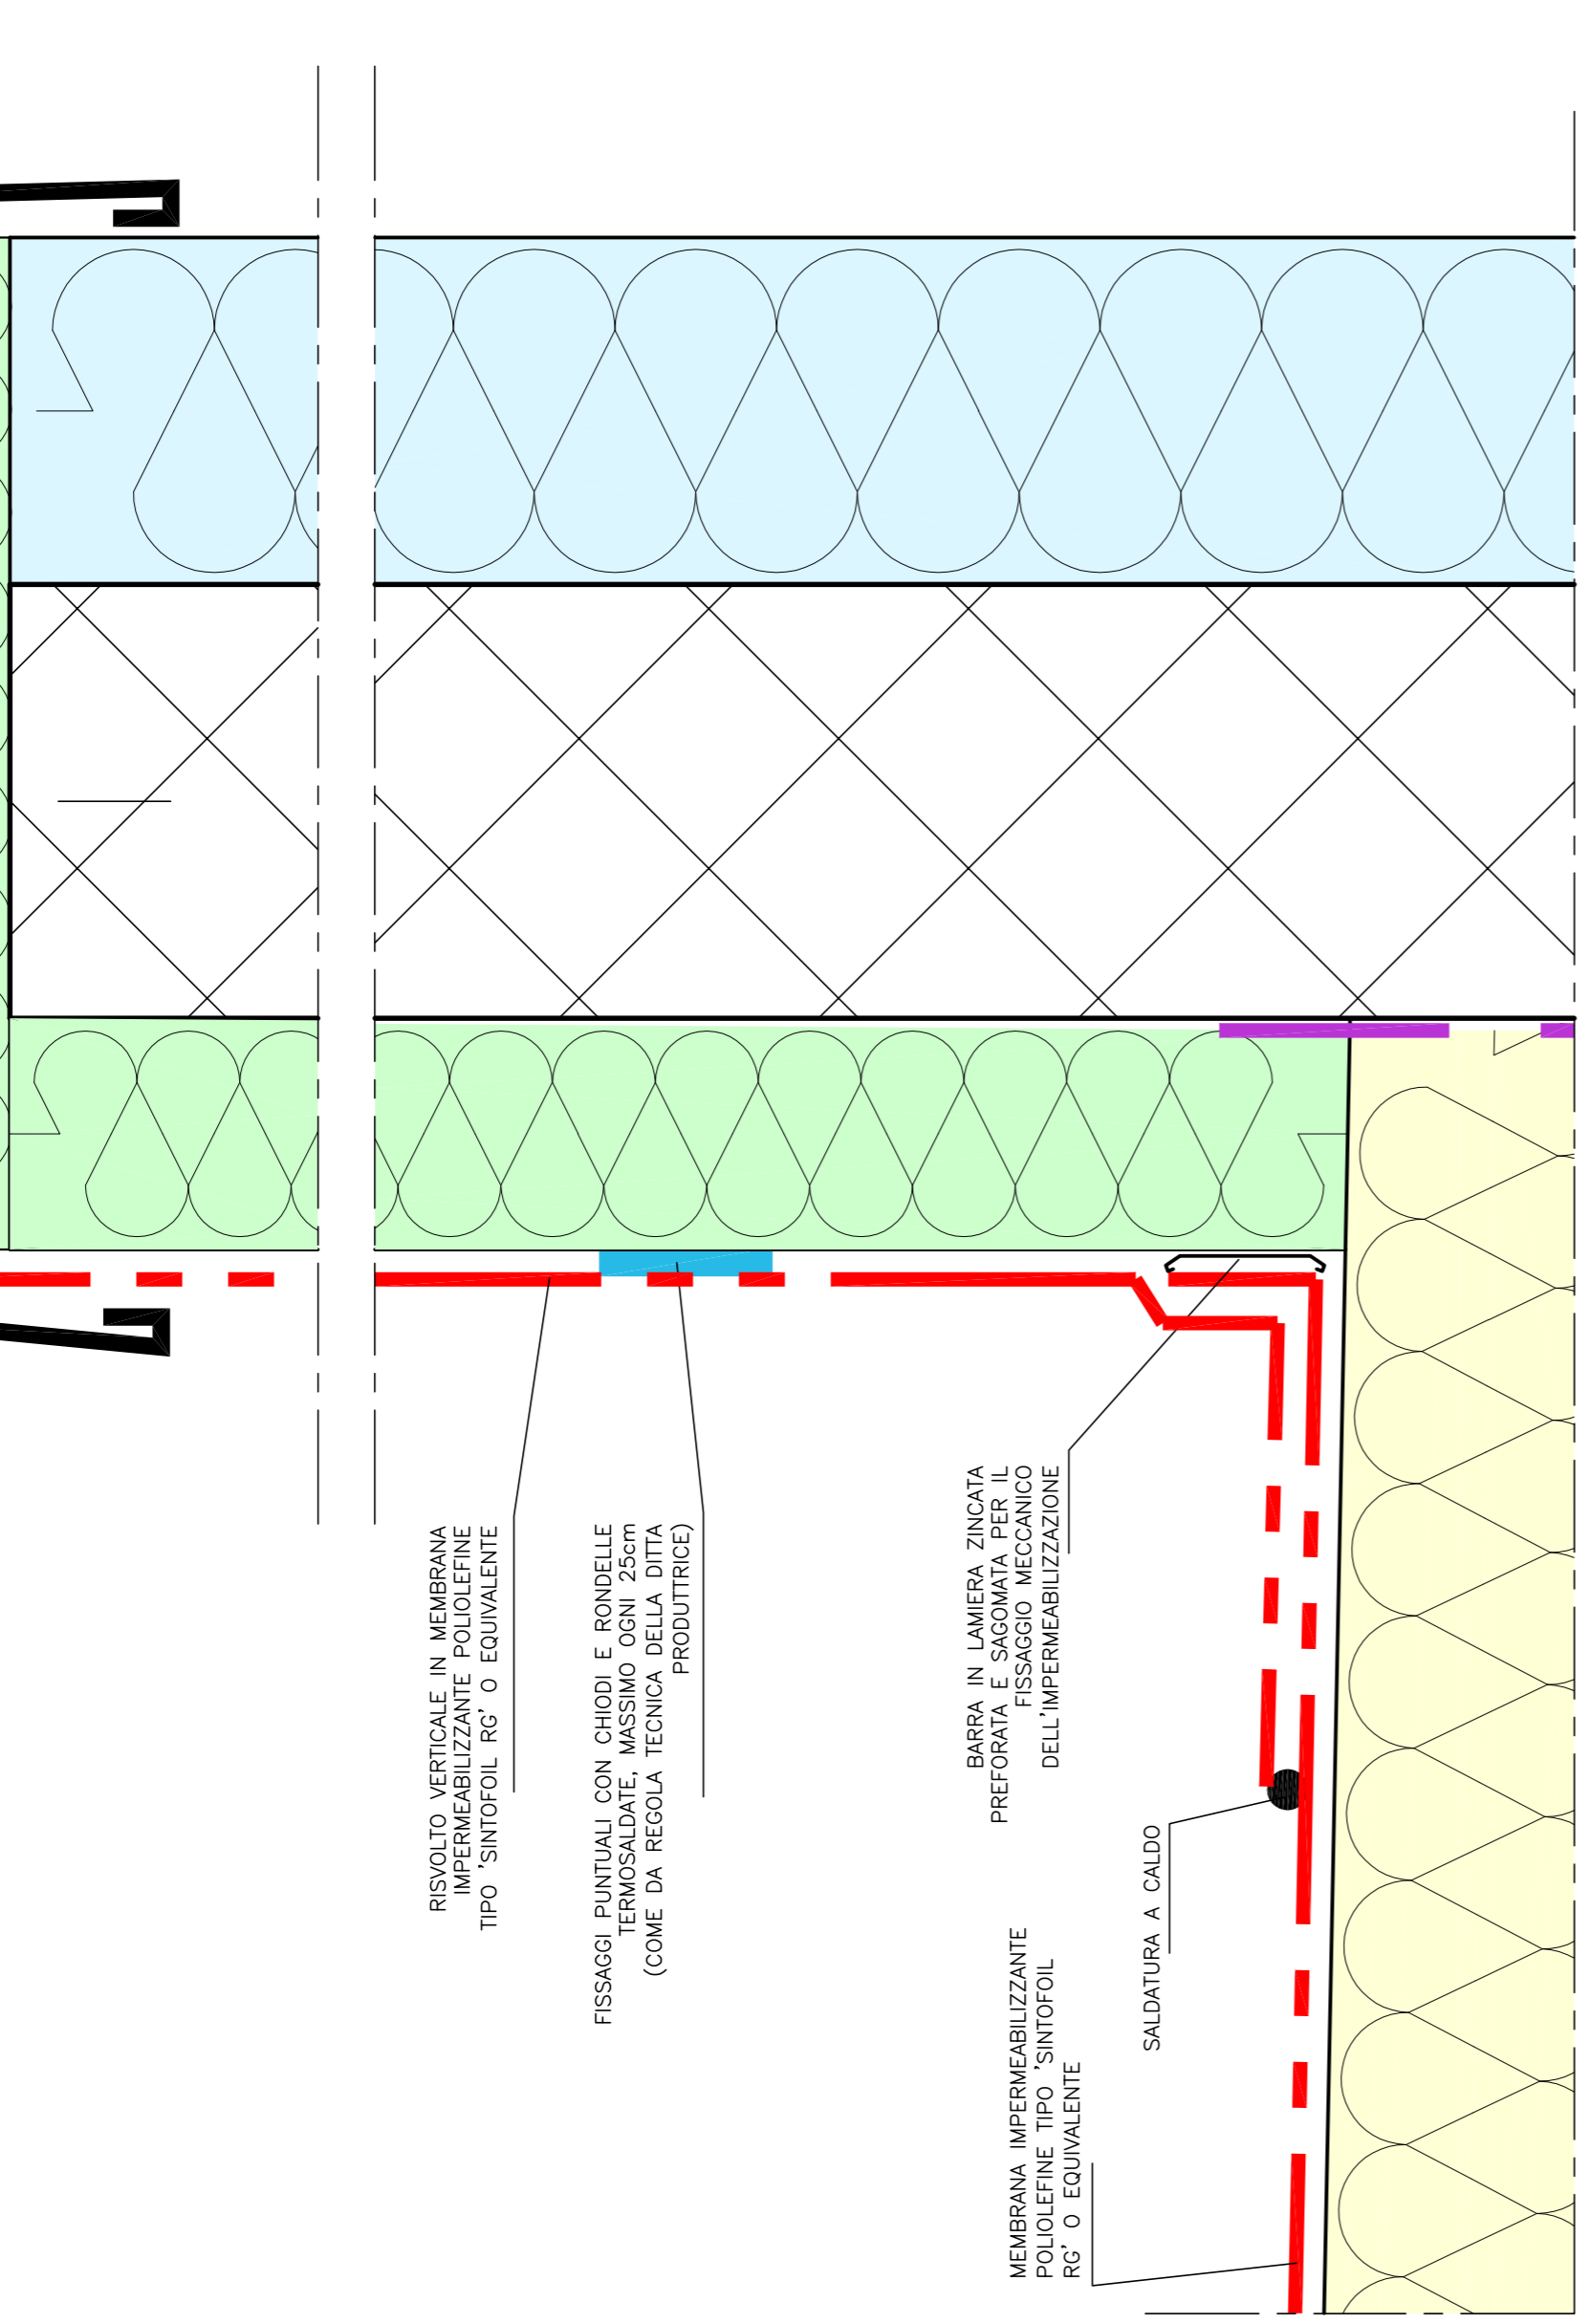 RISVOLTO VERTICALE IN MEMBRANA
IMPERMEABILIZZANTE POLIOLEFINE
TIPO 'SINTOFOIL RG' O EQUIVALENTE
FISSAGGI PUNTUALI CON CHIODI E RONDELLE
TERMOSALDATE, MASSIMO OGNI 25cm
(COME DA REGOLA TECNICA DELLA DITTA
PRODUTTRICE)
BARRA IN LAMIERA ZINCATA
PREFORATA E SAGOMATA PER IL
FISSAGGIO MECCANICO
DELL'IMPERMEABILIZZAZIONE
SALDATURA A CALDO
MEMBRANA IMPERMEABILIZZANTE
POLIOLEFINE TIPO 'SINTOFOIL
RG' O EQUIVALENTE